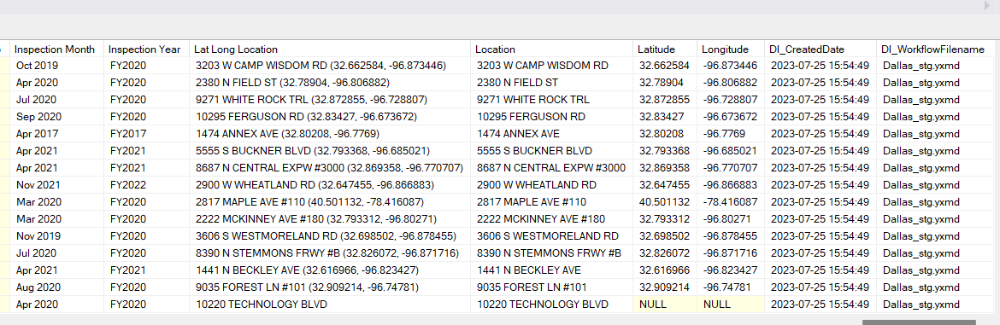 Inspection Month Inspection Year Lat Long Location Location Latitude Longitude DI_CreatedDate DI_WorkflowFilename
Oct 2019 FY2020 3203 W CAMP WISDOM RD (32.662584, -96.873446) 3203 W CAMP WISDOM RD 32.662584 -96.873446 2023-07-25 15:54:49 Dallas_stg.yxmd
Apr 2020 FY2020 2380 N FIELD ST (32.78904, -96.806882) 2380 N FIELD ST 32.78904 -96.806882 2023-07-25 15:54:49 Dallas_stg.yxmd
Jul 2020 FY2020 9271 WHITE ROCK TRL (32.872855, -96.728807) 9271 WHITE ROCK TRL 32.872855 -96.728807 2023-07-25 15:54:49 Dallas_stg.yxmd
Sep 2020 FY2020 10295 FERGUSON RD (32.83427, -96.673672) 10295 FERGUSON RD 32.83427 -96.673672 2023-07-25 15:54:49 Dallas_stg.yxmd
Apr 2017 FY2017 1474 ANNEX AVE (32.80208, -96.7769) 1474 ANNEX AVE 32.80208 -96.7769 2023-07-25 15:54:49 Dallas_stg.yxmd
Apr 2021 FY2021 5555 S BUCKNER BLVD (32.793368, -96.685021) 5555 S BUCKNER BLVD 32.793368 -96.685021 2023-07-25 15:54:49 Dallas_stg.yxmd
Apr 2021 FY2021 8687 N CENTRAL EXPW #3000 (32.869358, -96.770707) 8687 N CENTRAL EXPW #3000 32.869358 -96.770707 2023-07-25 15:54:49 Dallas_stg.yxmd
Nov 2021 FY2022 2900 W WHEATLAND RD (32.647455, -96.866883) 2900 W WHEATLAND RD 32.647455 -96.866883 2023-07-25 15:54:49 Dallas_stg.yxmd
Mar 2020 FY2020 2817 MAPLE AVE #110 (40.501132, -78.416087) 2817 MAPLE AVE #110 40.501132 -78.416087 2023-07-25 15:54:49 Dallas_stg.yxmd
Mar 2020 FY2020 2222 MCKINNEY AVE #180 (32.793312, -96.80271) 2222 MCKINNEY AVE #180 32.793312 -96.80271 2023-07-25 15:54:49 Dallas_stg.yxmd
Nov 2019 FY2020 3606 S WESTMORELAND RD (32.698502, -96.878455) 3606 S WESTMORELAND RD 32.698502 -96.878455 2023-07-25 15:54:49 Dallas_stg.yxmd
Jul 2020 FY2020 8390 N STEMMONS FRWY #B (32.826072, -96.871716) 8390 N STEMMONS FRWY #B 32.826072 -96.871716 2023-07-25 15:54:49 Dallas_stg.yxmd
Apr 2021 FY2021 1441 N BECKLEY AVE (32.616966, -96.823427) 1441 N BECKLEY AVE 32.616966 -96.823427 2023-07-25 15:54:49 Dallas_stg.yxmd
Aug 2020 FY2020 9035 FOREST LN #101 (32.909214, -96.74781) 9035 FOREST LN #101 32.909214 -96.74781 2023-07-25 15:54:49 Dallas_stg.yxmd
Apr 2020 FY2020 10220 TECHNOLOGY BLVD 10220 TECHNOLOGY BLVD NULL NULL 2023-07-25 15:54:49 Dallas_stg.yxmd